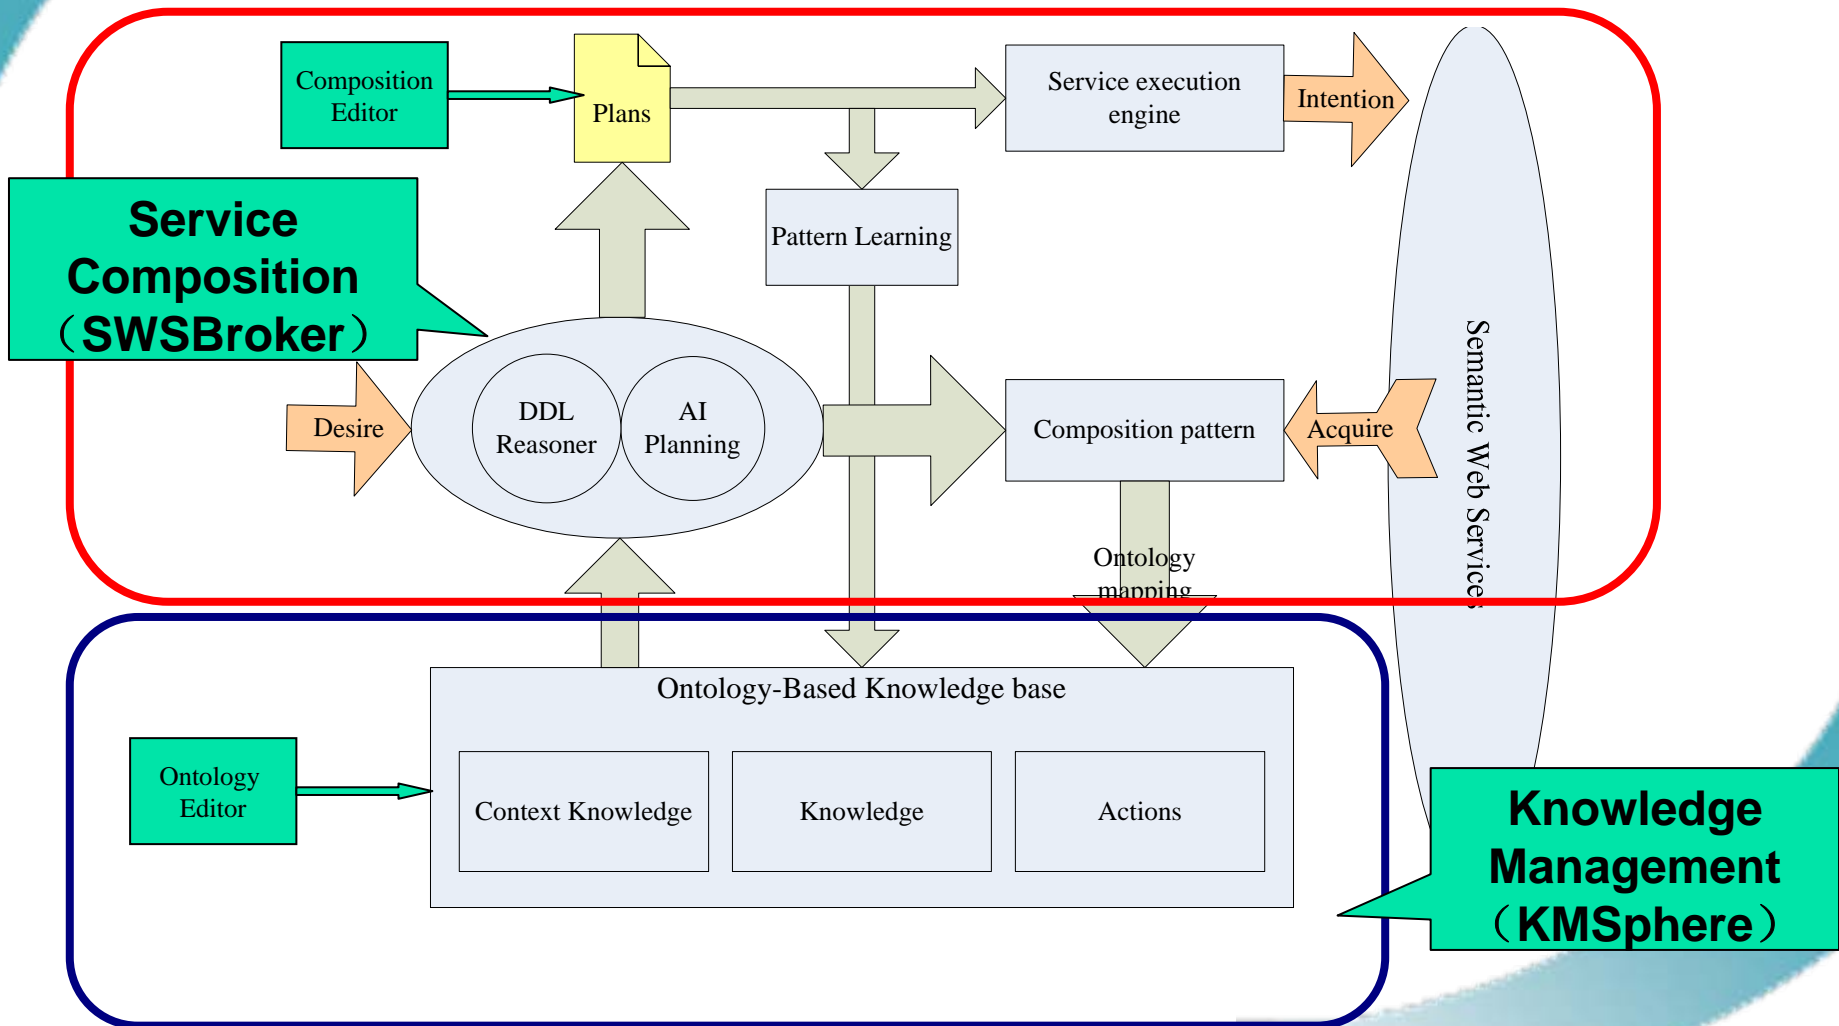 Composition
Editor
Plans
Service execution
engine
Intention
Service
Composition
（SWSBroker）
Pattern Learning
Desire
DDL
Reasoner
AI
Planning
Composition pattern
Acquire
Semantic Web Services
Ontology
mapping
Ontology-Based Knowledge base
Ontology
Editor
Context Knowledge
Knowledge
Actions
Knowledge
Management
（KMSphere）